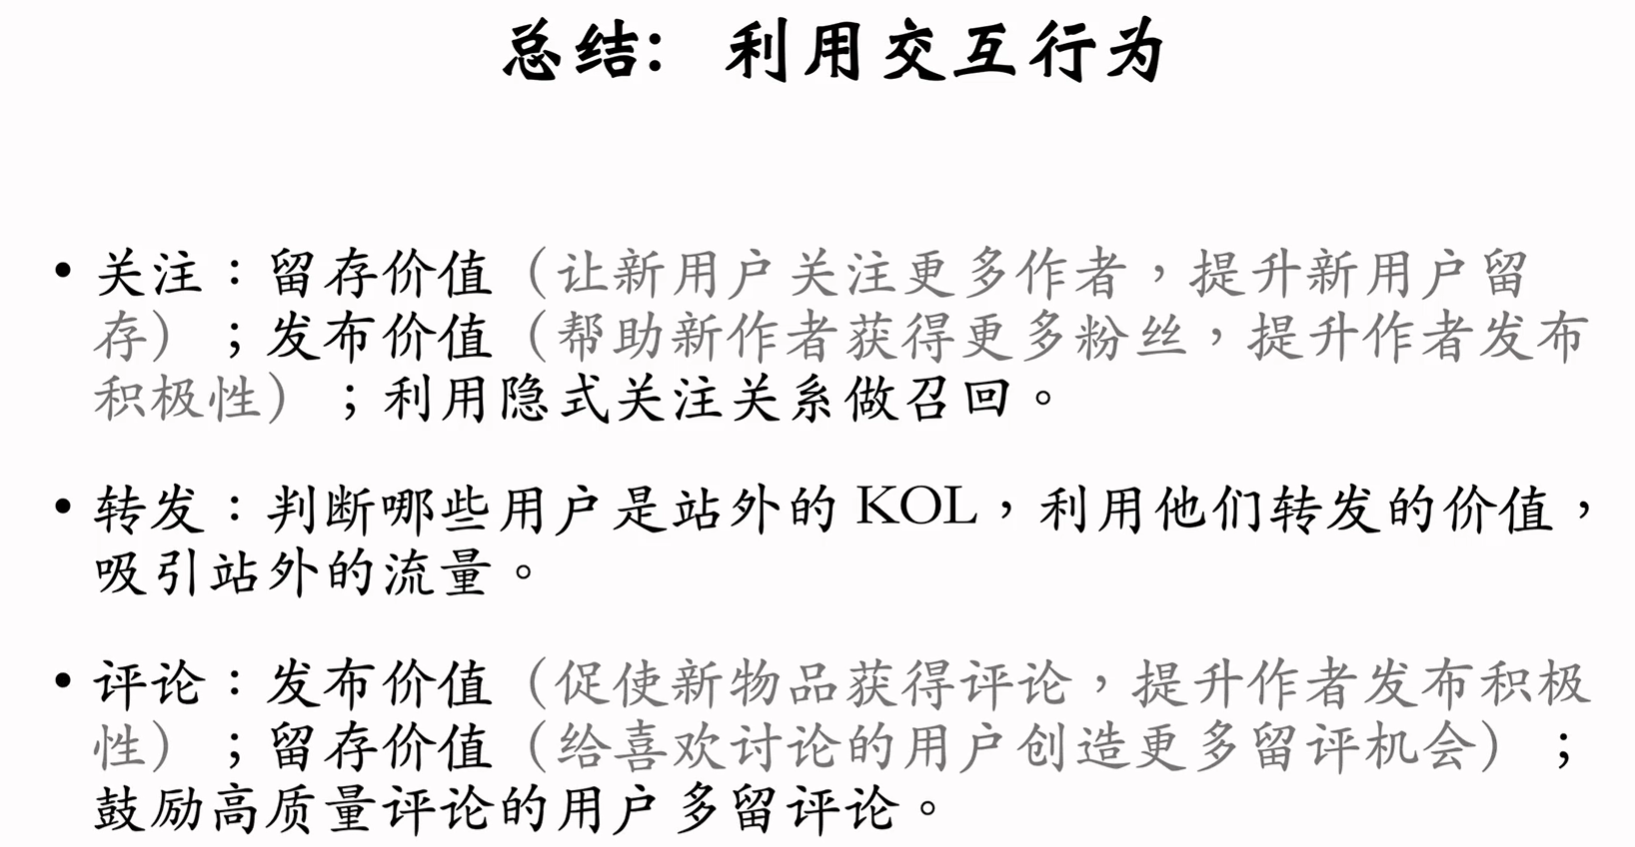 总结：利用交互行为
• 关注：留存价值（让新用户关注更多作者，提升新用户留
存）；发布价值（帮助新作者获得更多粉丝，提升作者发布
积极性）；利用隐式关注关系做召回。
• 转发：判断哪些用户是站外的 KOL，利用他们转发的价值，
吸引站外的流量。
• 评论：发布价值（促使新物品获得评论，提升作者发布积极
性）；留存价值（给喜欢讨论的用户创造更多留评机会）；
鼓励高质量评论的用户多留评论。